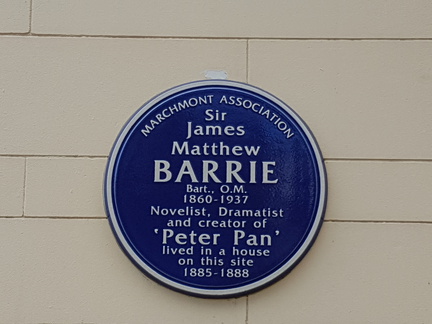 MARCHMONT ASSOCIATION
Sir
James
Matthew
BARRIE
Bart., O.M.
1860-1937
Novelist, Dramatist
and creator of
'Peter Pan'
lived in a house
on this site
1885-1888